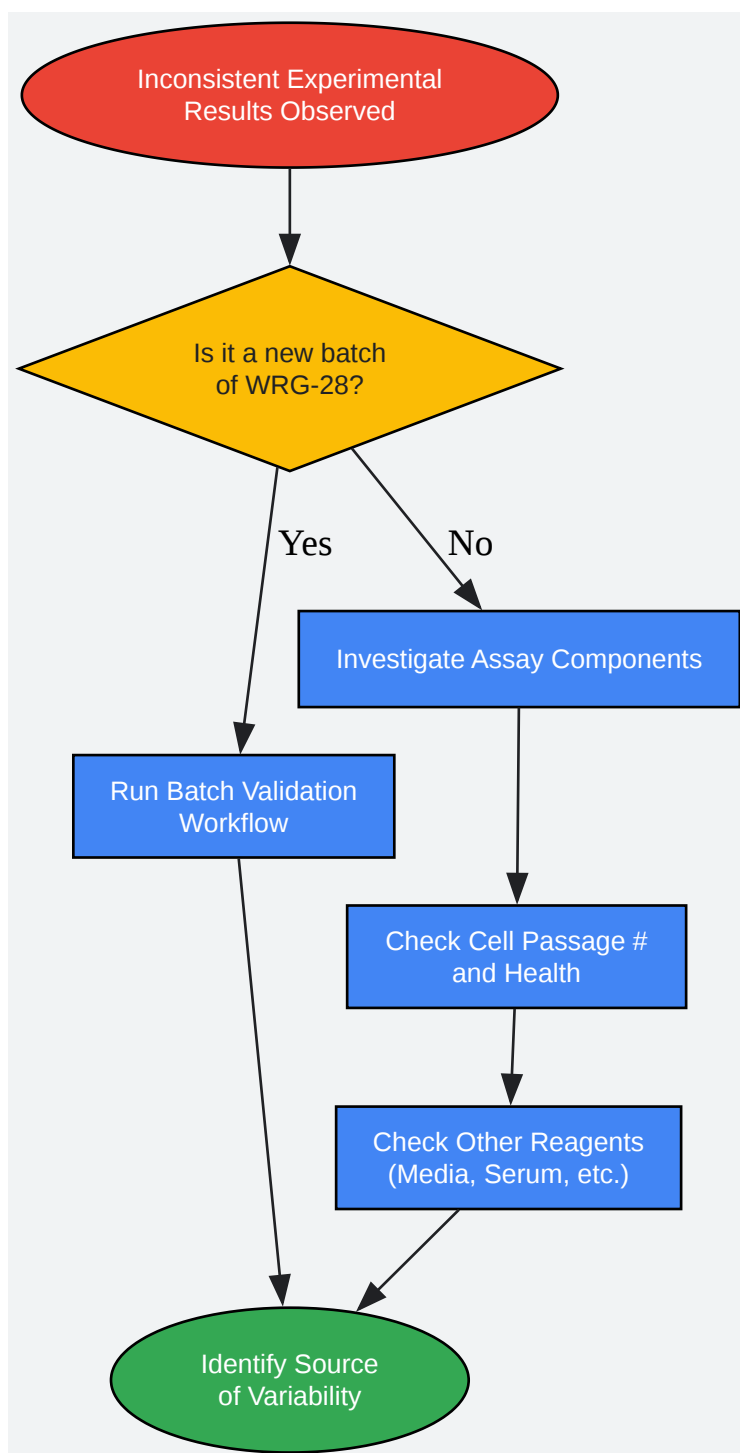 Inconsistent Experimental
Results Observed
Is it a new batch
of WRG-28?
Yes
No
Investigate Assay Components
Run Batch Validation
Workflow
Check Cell Passage #
and Health
Check Other Reagents
(Media, Serum, etc.)
Identify Source
of Variability